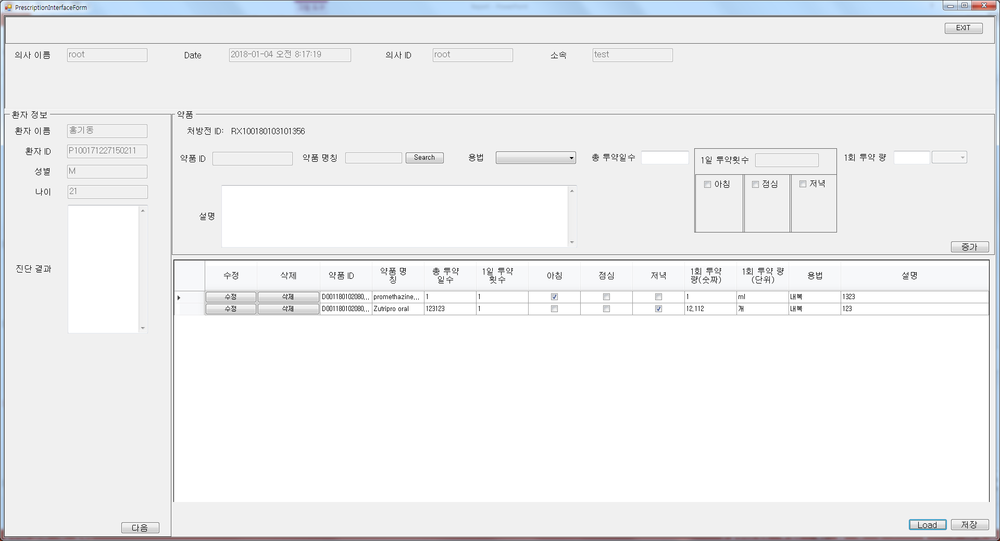 PrescriptionInterfaceForm
EXIT
의사 이름 root Date 2018-01-04 오전 8:17:19 의사 ID root 소속 test
환자 정보
환자 이름 홍기동
환자 ID P100171227150211
성별 M
나이 21
진단 결과
다음
약품
처방전 ID: RX100180103101356
약품 ID 약품 명칭 Search 용법 총 투약일수 1일 투약횟수 1회 투약 량
아침 점심 저녁
설명
증가
수정 삭제 약품 ID 약품 명칭 총 투약 일수 1일 투약 횟수 아침 점심 저녁 1회 투약 량(숫짜) 1회 투약 량 (단위) 용법 설명
수정 삭제 D001180102080... promethazine... 1 1 1 ml 내복 1323
수정 삭제 D001180102080... Zutripro oral 123123 1 12,112 개 내복 123
Load 저장